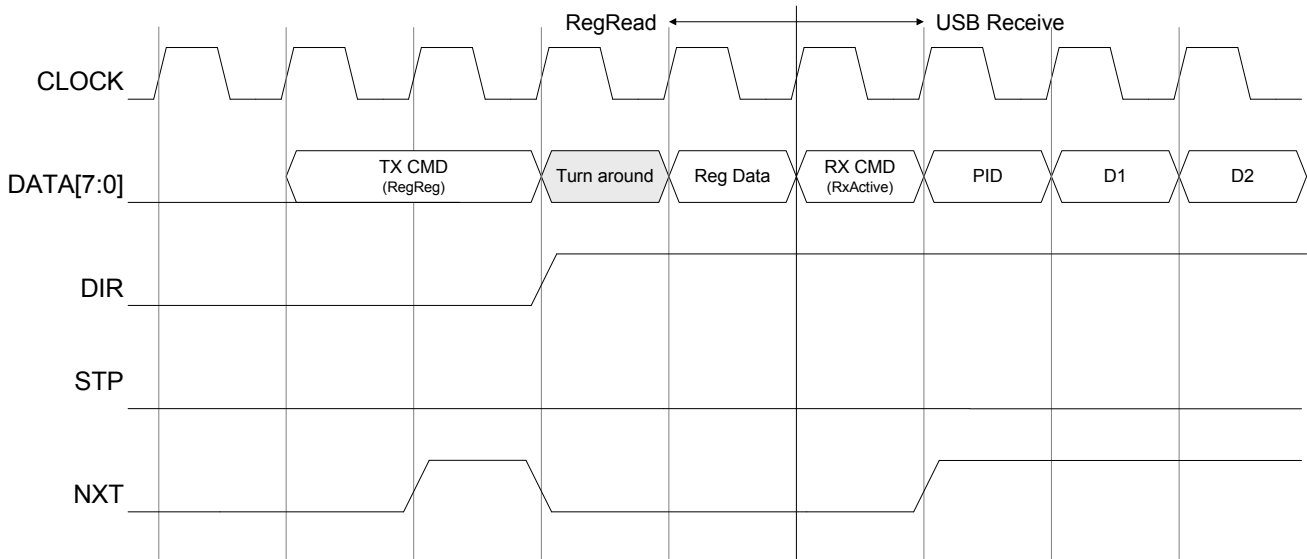 RegRead
USB Receive
CLOCK
DATA[7:0]
TX CMD
(RegReg)
Turn around
Reg Data
RX CMD
(RxActive)
PID
D1
D2
DIR
STP
NXT